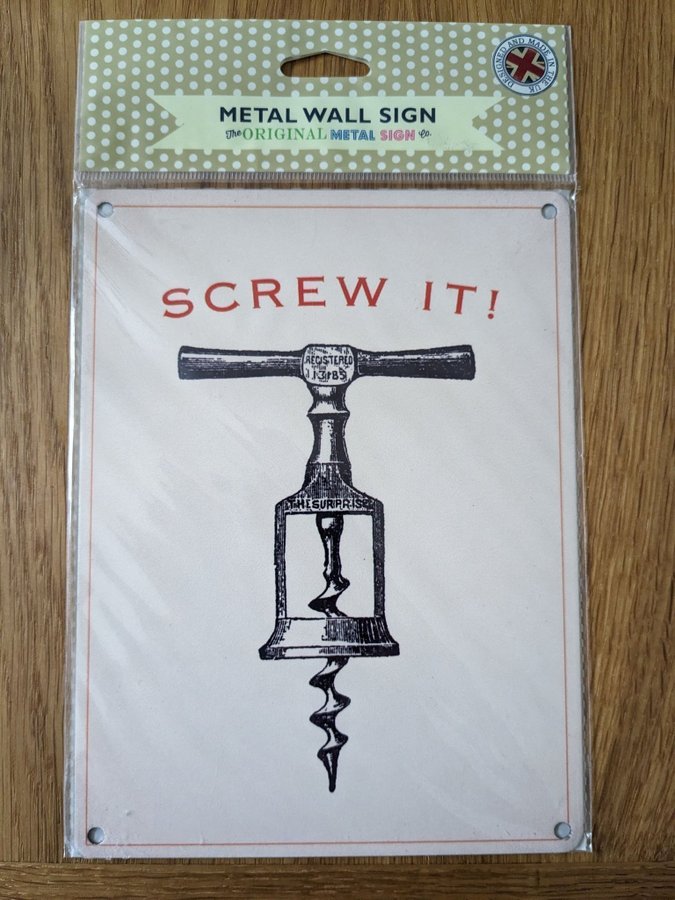 DESIGNED AND MADE IN THE UK
METAL WALL SIGN
The ORIGINAL METAL SIGN Co.
SCREW IT!
REGISTERED
13185
THE SURPRISE